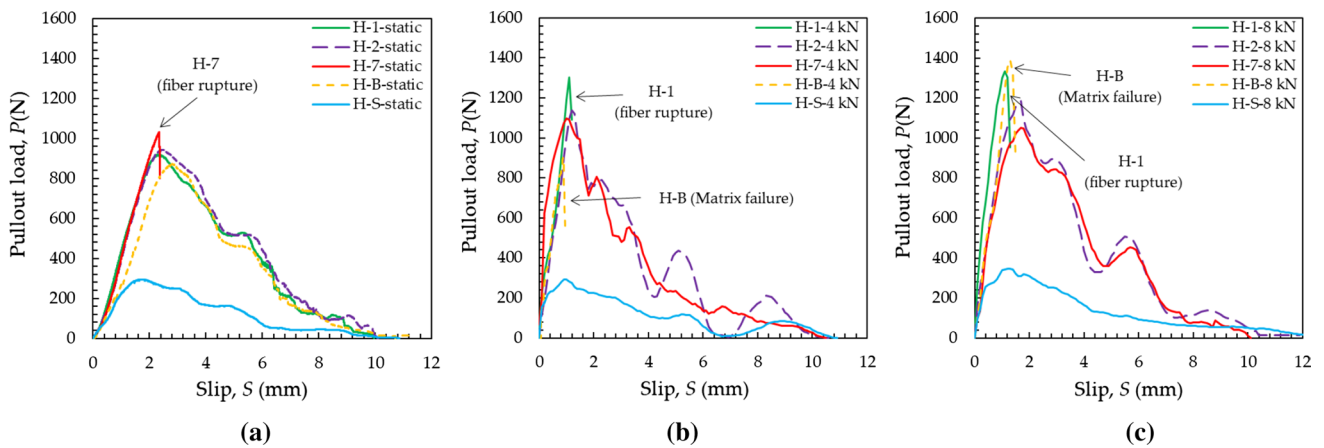 1600
1400
1200
1000
800
600
400
200
0
0 2 4 6 8 10 12
Pullout load, P(N)
Slip, S (mm)
H-1-static
H-2-static
H-7-static
H-B-static
H-S-static
H-7
(fiber rupture)
(a)
1600
1400
1200
1000
800
600
400
200
0
0 2 4 6 8 10 12
Pullout load, P(N)
Slip, S (mm)
H-1-4 kN
H-2-4 kN
H-7-4 kN
H-B-4 kN
H-S-4 kN
H-1
(fiber rupture)
H-B (Matrix failure)
(b)
1600
1400
1200
1000
800
600
400
200
0
0 2 4 6 8 10 12
Pullout load, P(N)
Slip, S (mm)
H-1-8 kN
H-2-8 kN
H-7-8 kN
H-B-8 kN
H-S-8 kN
H-B
(Matrix failure)
H-1
(fiber rupture)
(c)